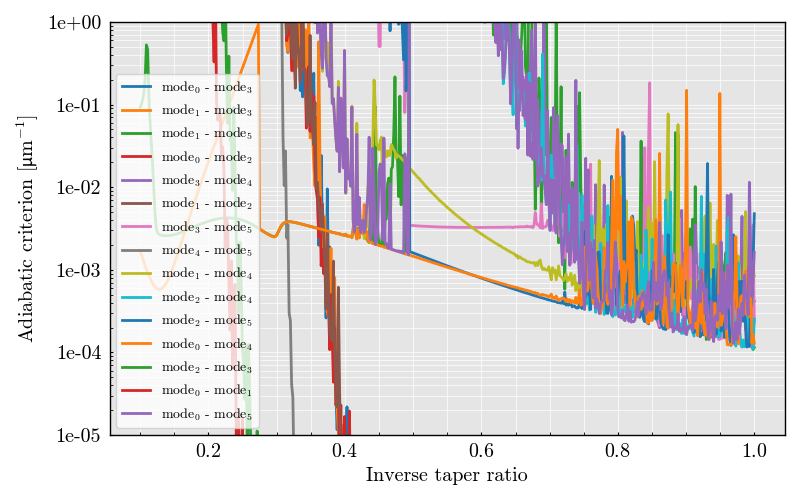 1e+00
1e-01
1e-02
1e-03
1e-04
1e-05
Adiabatic criterion [µm⁻¹]
mode₀ - mode₃
mode₁ - mode₃
mode₁ - mode₅
mode₀ - mode₂
mode₃ - mode₄
mode₁ - mode₂
mode₃ - mode₅
mode₄ - mode₅
mode₁ - mode₄
mode₂ - mode₄
mode₂ - mode₅
mode₀ - mode₄
mode₂ - mode₃
mode₀ - mode₁
mode₀ - mode₅
0.2 0.4 0.6 0.8 1.0
Inverse taper ratio